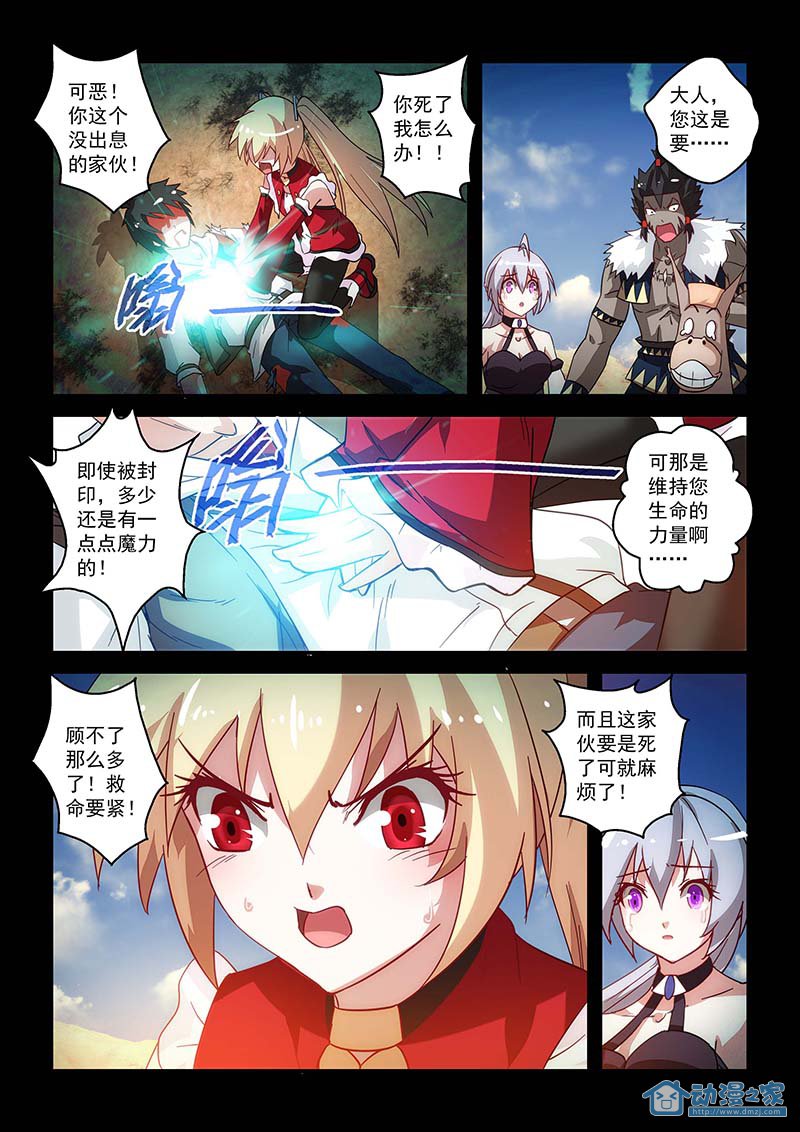 可恶！
你这个
没出息
的家伙！
你死了
我怎么
办！！
嗡
大人，
您这是
要……
即使被封
印，多少
还是有一
点点魔力
的！
嗡
可那是
维持您
生命的
力量啊
……
顾不了
那么多
了！救
命要紧！
而且这家
伙要是死
了可就麻
烦了！
动漫之家
http://www.dmzj.com